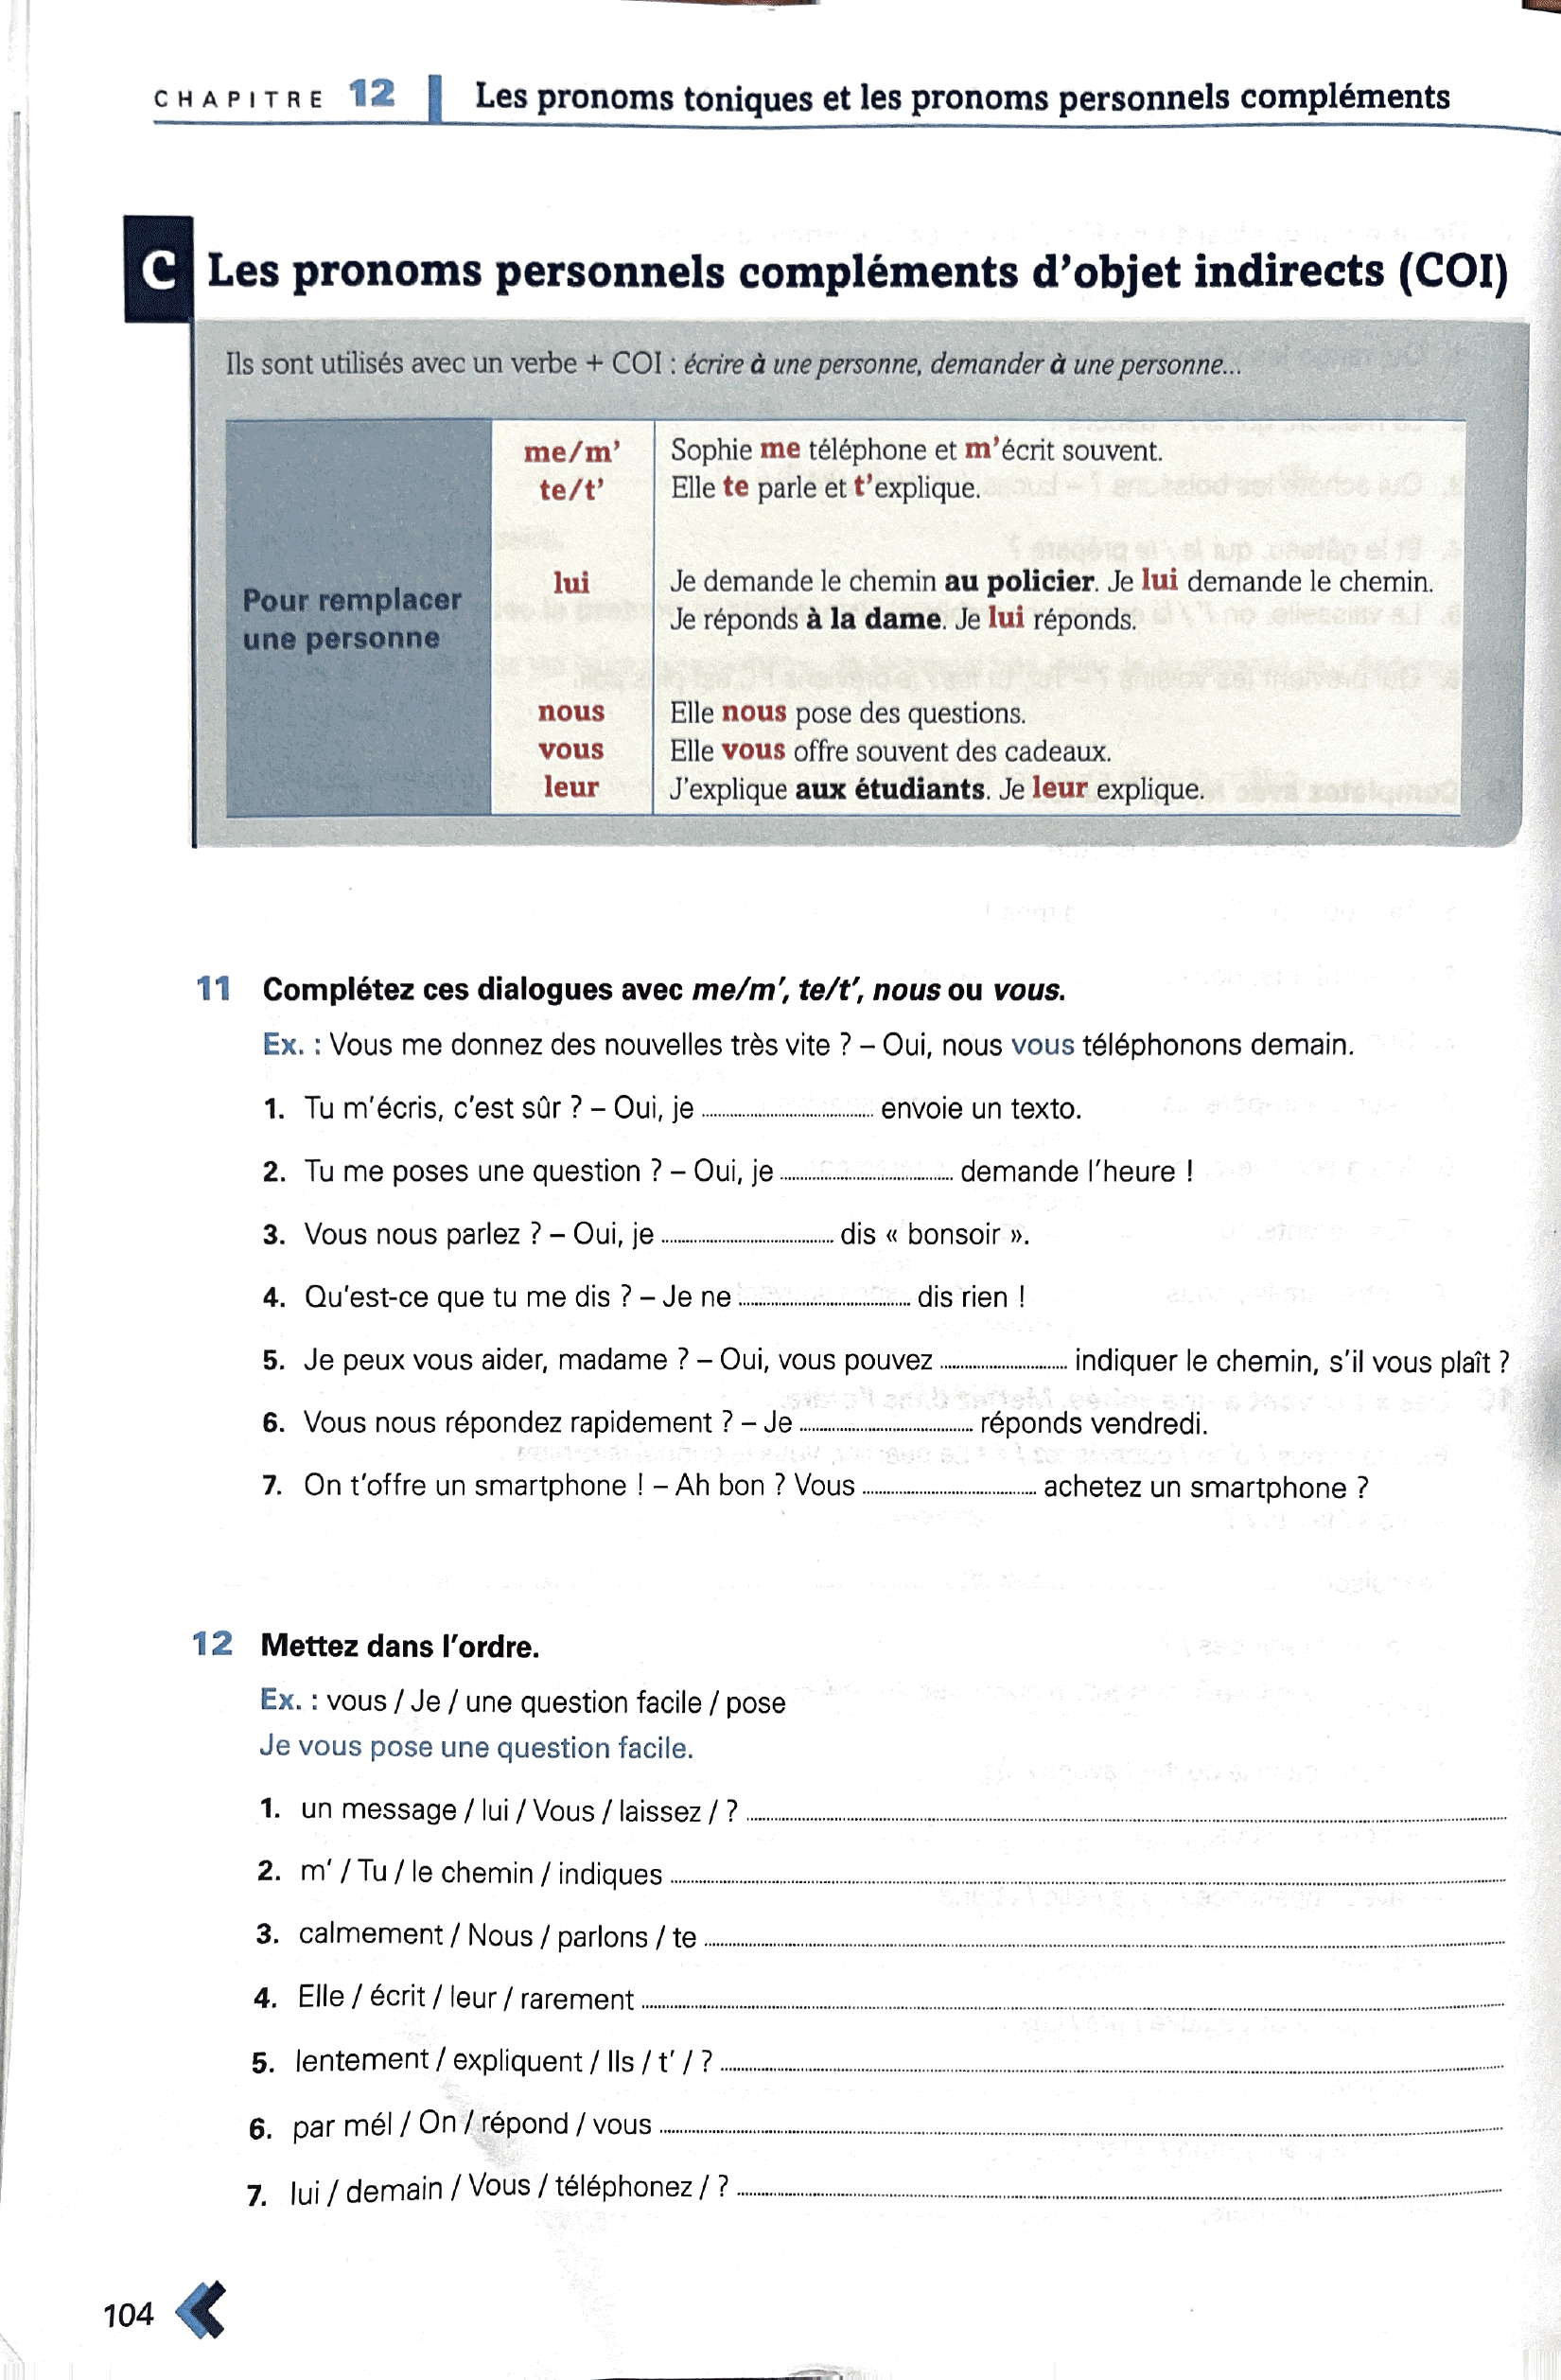 CHAPITRE 12 | Les pronoms toniques et les pronoms personnels compléments
C Les pronoms personnels compléments d'objet indirects (COI)
Ils sont utilisés avec un verbe + COI : écrire à une personne, demander à une personne...
me/m' Sophie me téléphone et m'écrit souvent.
te/t' Elle te parle et t'explique.
Pour remplacer
une personne
lui Je demande le chemin au policier. Je lui demande le chemin.
Je réponds à la dame. Je lui réponds.
nous Elle nous pose des questions.
vous Elle vous offre souvent des cadeaux.
leur J'explique aux étudiants. Je leur explique.
11 Complétez ces dialogues avec me/m', te/t', nous ou vous.
Ex. : Vous me donnez des nouvelles très vite ? – Oui, nous vous téléphonons demain.
1. Tu m'écris, c'est sûr ? – Oui, je .................... envoie un texto.
2. Tu me poses une question ? – Oui, je .................... demande l'heure !
3. Vous nous parlez ? – Oui, je .................... dis « bonsoir ».
4. Qu'est-ce que tu me dis ? – Je ne .................... dis rien !
5. Je peux vous aider, madame ? – Oui, vous pouvez .................... indiquer le chemin, s'il vous plaît ?
6. Vous nous répondez rapidement ? – Je .................... réponds vendredi.
7. On t'offre un smartphone ! – Ah bon ? Vous .................... achetez un smartphone ?
12 Mettez dans l'ordre.
Ex. : vous / Je / une question facile / pose
Je vous pose une question facile.
1. un message / lui / Vous / laissez / ? ....................
2. m' / Tu / le chemin / indiques ....................
3. calmement / Nous / parlons / te ....................
4. Elle / écrit / leur / rarement ....................
5. lentement / expliquent / Ils / t' / ? ....................
6. par mél / On / répond / vous ....................
7. lui / demain / Vous / téléphonez / ? ....................
104